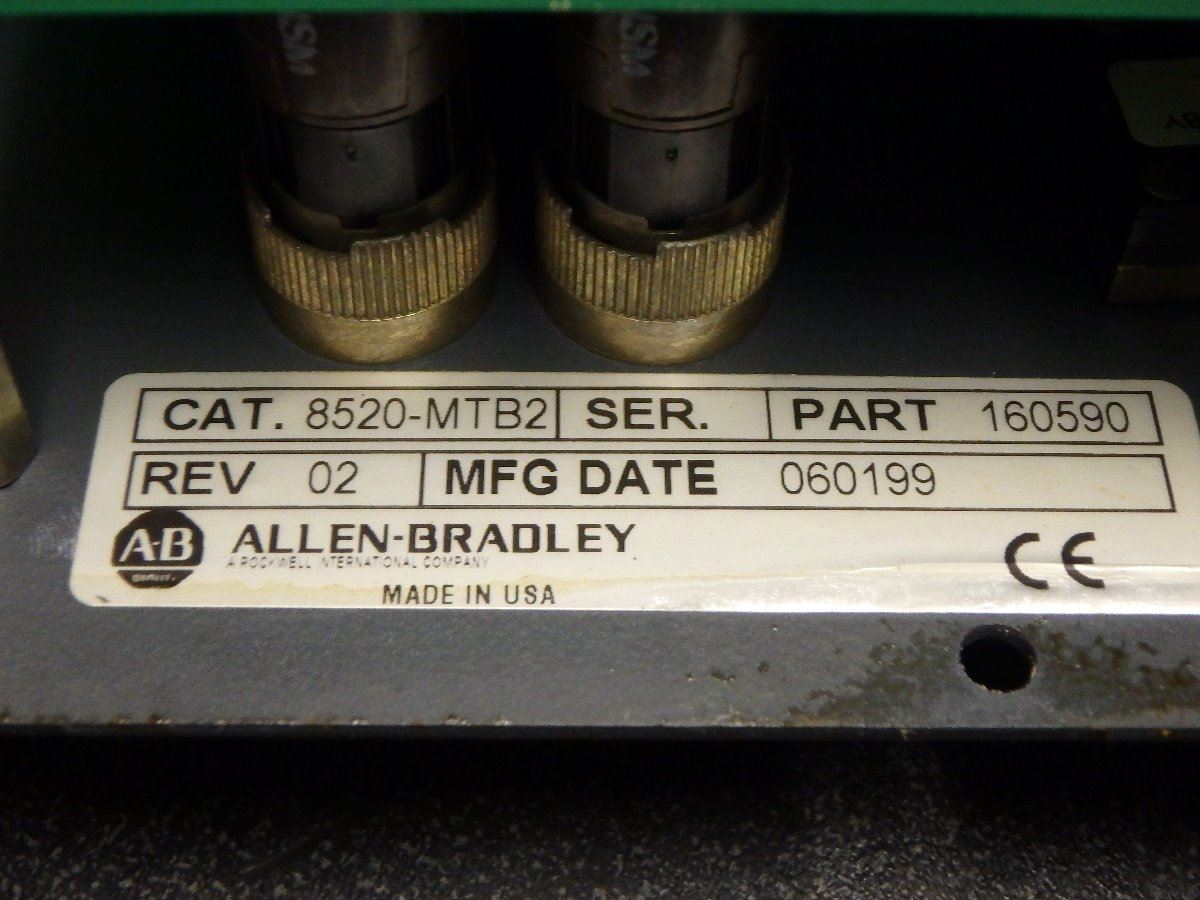 CAT. 8520-MTB2 SER. PART 160590
REV 02 MFG DATE 060199
A-B ALLEN-BRADLEY
A ROCKWELL INTERNATIONAL COMPANY
QUALITY
MADE IN USA
CE